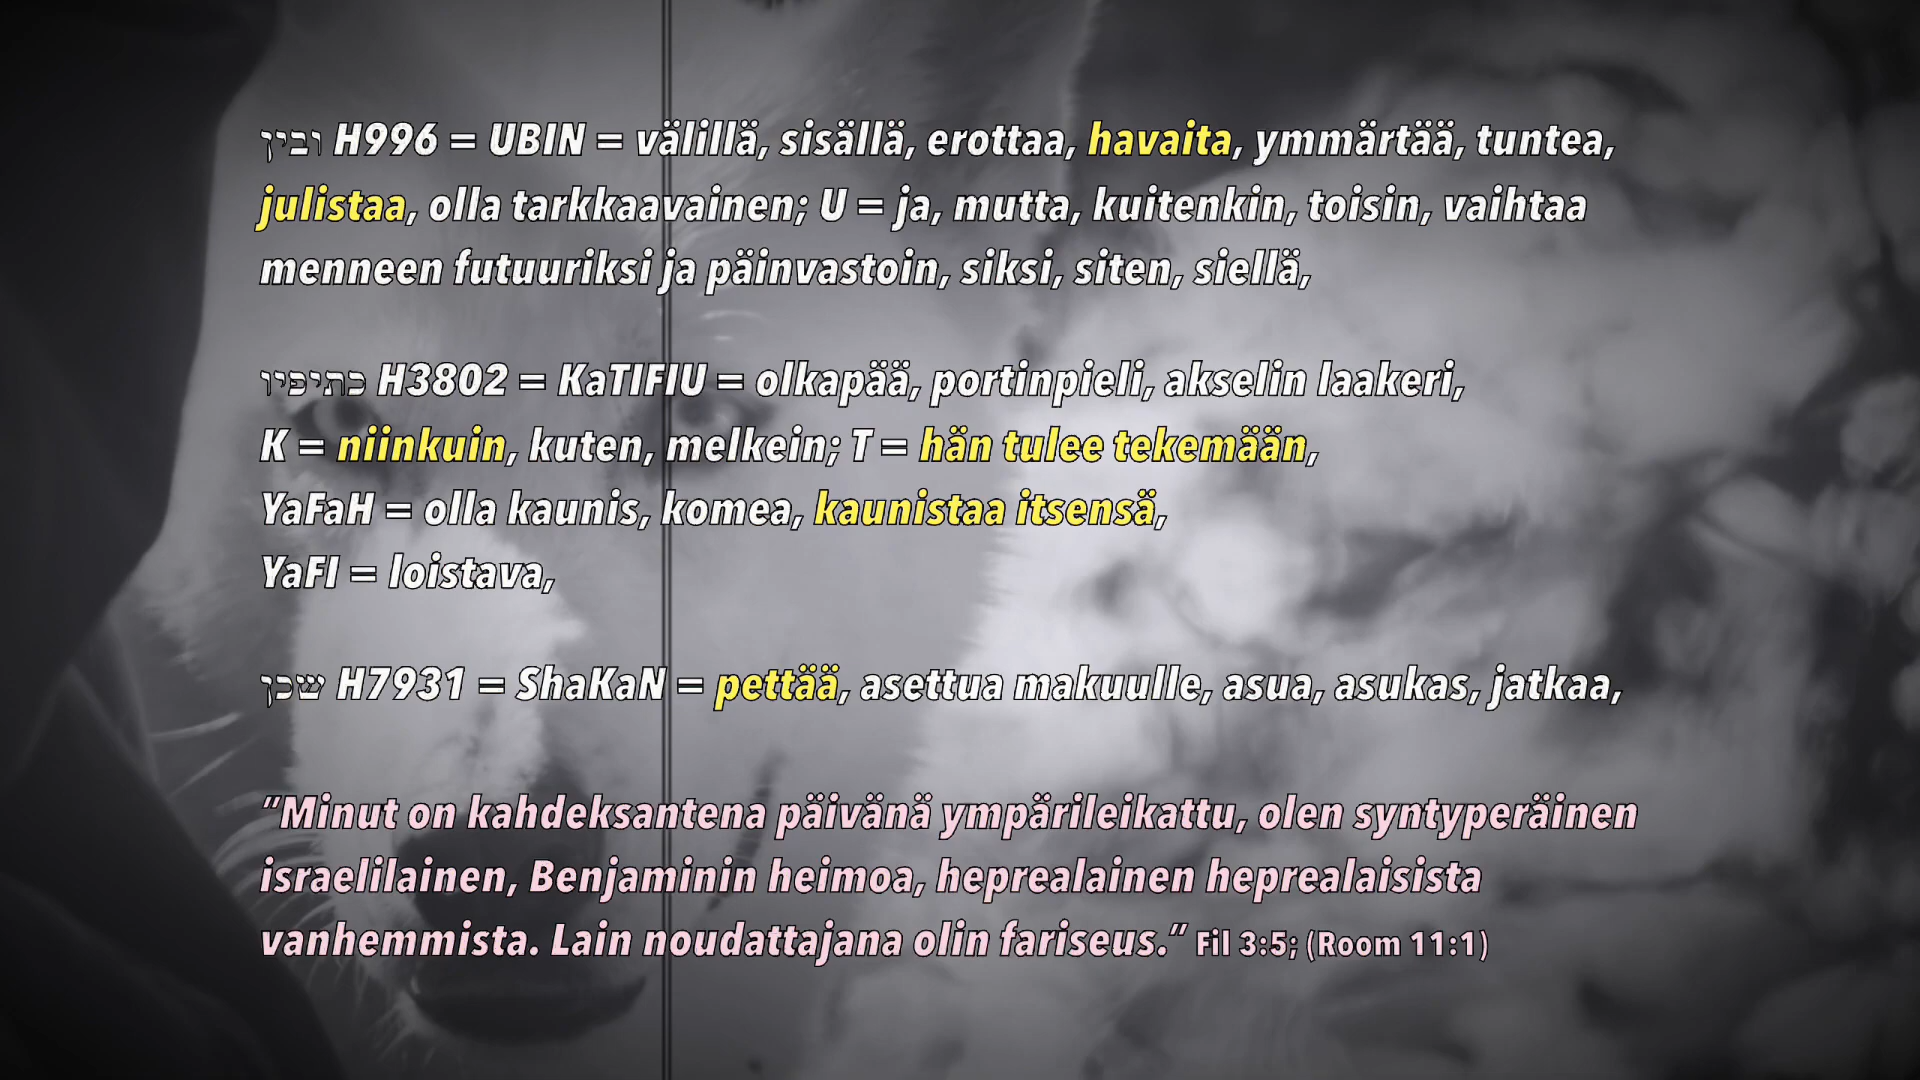 ובין H996 = UBIN = välillä, sisällä, erottaa, havaita, ymmärtää, tuntea,
julistaa, olla tarkkaavainen; U = ja, mutta, kuitenkin, toisin, vaihtaa
menneen futuuriksi ja päinvastoin, siksi, siten, siellä,
כתיפיו H3802 = KaTIFIU = olkapää, portinpieli, akselin laakeri,
K = niinkuin, kuten, melkein; T = hän tulee tekemään,
YaFaH = olla kaunis, komea, kaunistaa itsensä,
YaFI = loistava,
שכן H7931 = ShaKaN = pettää, asettua makuulle, asua, asukas, jatkaa,
”Minut on kahdeksantena päivänä ympärileikattu, olen syntyperäinen
israelilainen, Benjaminin heimoa, heprealainen heprealaisista
vanhemmista. Lain noudattajana olin fariseus.” Fil 3:5; (Room 11:1)